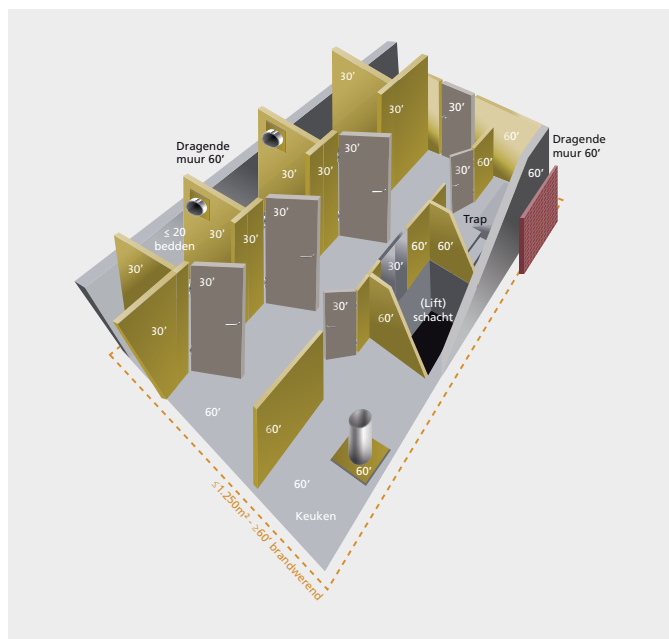 30’
30’
30’
60’
Dragende
muur 60’
Dragende
muur 60’
30’
30’
30’
30’
60’
60’
30’
Trap
≤ 20
bedden
30’
30’
60’
60’
30’
30’
30’
(Lift)
schacht
30’
60’
30’
60’
60’
60’
60’
Keuken
≤1.250m² - ≥60’ brandwerend